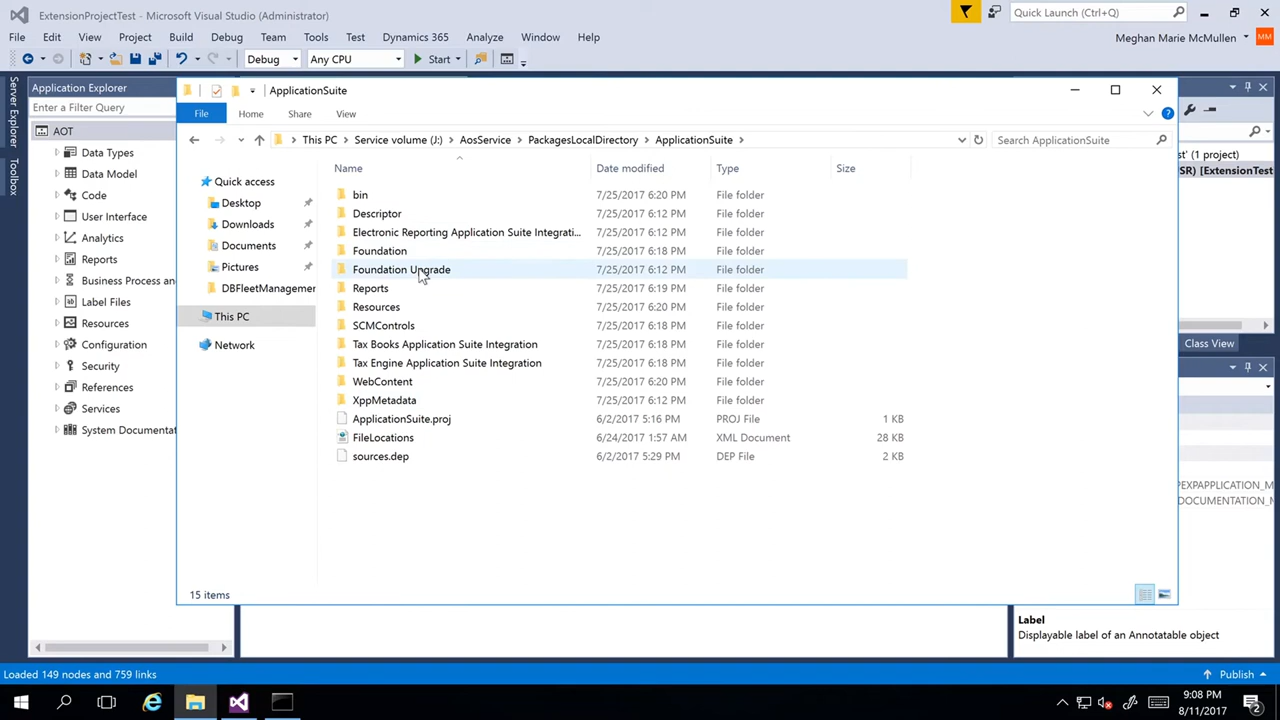 ExtensionProjectTest - Microsoft Visual Studio (Administrator)
Quick Launch (Ctrl+Q)
File Edit View Project Build Debug Team Tools Test Dynamics 365 Analyze Window Help
Meghan Marie McMullen
MM
Debug Any CPU Start
Server Explorer
Toolbox
Application Explorer
Enter a Filter Query
AOT
Data Types
Data Model
Code
User Interface
Analytics
Reports
Business Process an
Label Files
Resources
Configuration
Security
References
Services
System Documentat
ApplicationSuite
File Home Share View
This PC Service volume (J:) AosService PackagesLocalDirectory ApplicationSuite
Search ApplicationSuite
Quick access
Desktop
Downloads
Documents
Pictures
DBFleetManagemen
This PC
Network
Name Date modified Type Size
bin 7/25/2017 6:20 PM File folder
Descriptor 7/25/2017 6:12 PM File folder
Electronic Reporting Application Suite Integrati... 7/25/2017 6:12 PM File folder
Foundation 7/25/2017 6:18 PM File folder
Foundation Upgrade 7/25/2017 6:12 PM File folder
Reports 7/25/2017 6:19 PM File folder
Resources 7/25/2017 6:20 PM File folder
SCMControls 7/25/2017 6:18 PM File folder
Tax Books Application Suite Integration 7/25/2017 6:18 PM File folder
Tax Engine Application Suite Integration 7/25/2017 6:18 PM File folder
WebContent 7/25/2017 6:20 PM File folder
XppMetadata 7/25/2017 6:12 PM File folder
ApplicationSuite.proj 6/2/2017 5:16 PM PROJ File 1 KB
FileLocations 6/24/2017 1:57 AM XML Document 28 KB
sources.dep 6/2/2017 5:29 PM DEP File 2 KB
15 items
st' (1 project)
SR) [ExtensionTest
Class View
PEXPAPPLICATION_M
DOCUMENTATION_M
Label
Displayable label of an Annotatable object
Loaded 149 nodes and 759 links
Publish
9:08 PM
8/11/2017
2